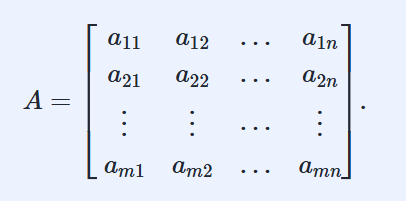 a₁₁ a₁₂ … a₁ₙ
a₂₁ a₂₂ … a₂ₙ
A = [ ⋮ ⋮ … ⋮ ] .
aₘ₁ aₘ₂ … aₘₙ